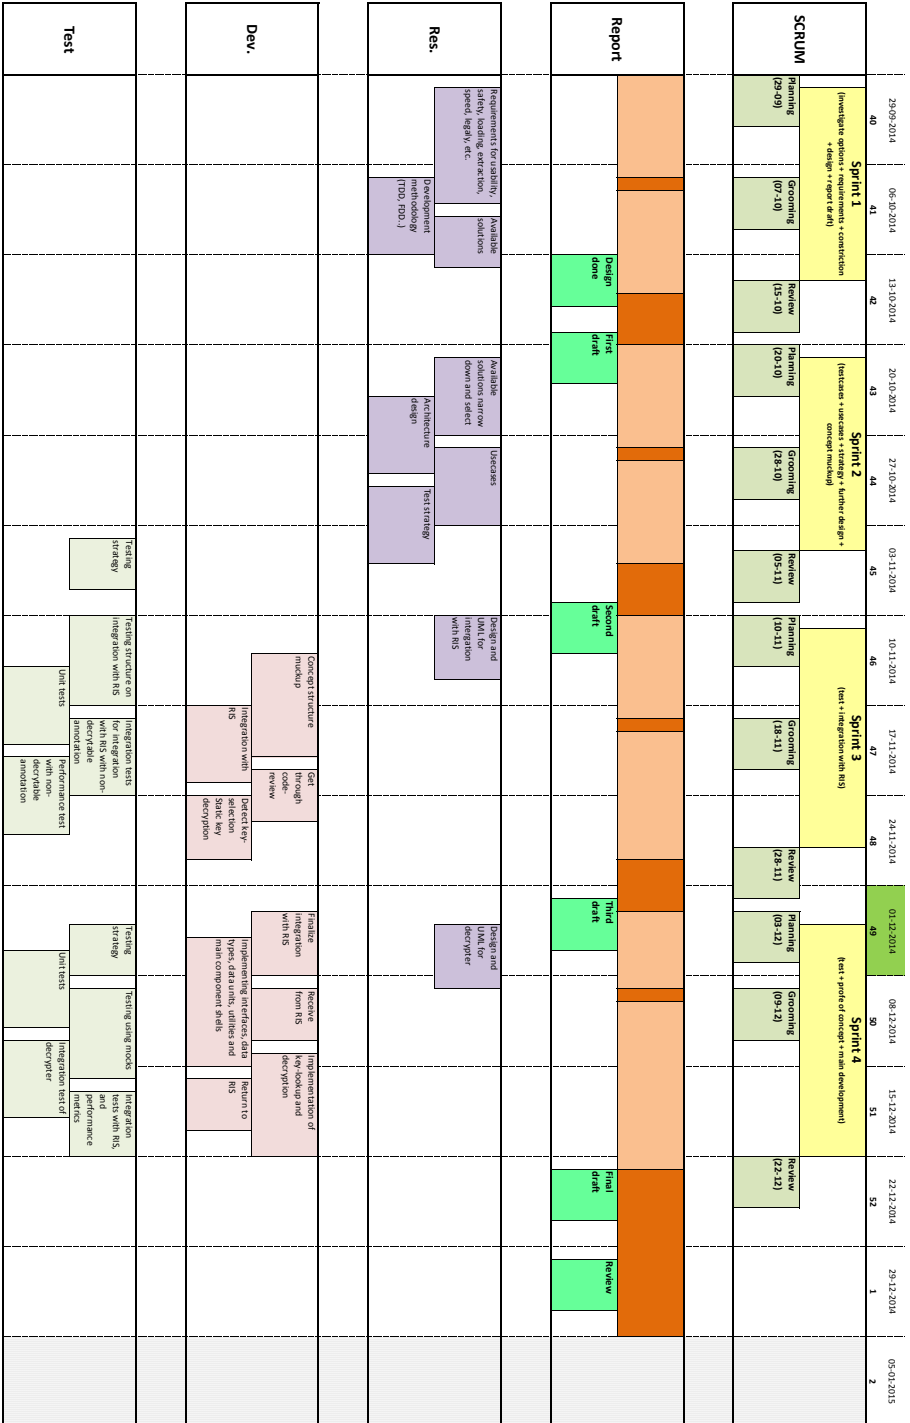 29-09-2014
06-10-2014
13-10-2014
20-10-2014
27-10-2014
03-11-2014
10-11-2014
17-11-2014
24-11-2014
01-12-2014
08-12-2014
15-12-2014
22-12-2014
29-12-2014
05-01-2015
40
41
42
43
44
45
46
47
48
49
50
51
52
1
2
SCRUM
Sprint 1
(investigate options + requirements + constriction
+ design + report draft)
Sprint 2
(testcases + usecases + strategy + further design +
concept muckup)
Sprint 3
(test + integration with RIS)
Sprint 4
(test + profe of concept + main development)
Planning
(29-09)
Grooming
(07-10)
Review
(15-10)
Planning
(20-10)
Grooming
(28-10)
Review
(05-11)
Planning
(10-11)
Grooming
(18-11)
Review
(28-11)
Planning
(03-12)
Grooming
(09-12)
Review
(22-12)
Report
Design
done
First
draft
Second
draft
Third
draft
Final
draft
Review
Res.
Requirements for usability,
safety, loading, extraction,
speed, legaly, etc.
Available
solutions
Available
solutions narrow
down and select
Usecases
Design and
UML for
intergation
with RIS
Design and
UML for
decrypter
Development
methodology
(TDD, FDD..)
Architecture
design
Test strategy
Dev.
Concept structure
muckup
Get
through
code-
review
Finalize
integration
with RIS
Receive
from RIS
Implementation of
key-lookup and
decryption
Integration with
RIS
Detect key-
selection
Static key
decryption
Implementing interfaces, data
types, data units, utilities and
main component shells
Return to
RIS
Test
Testing
strategy
Testing structure on
integration with RIS
Integration tests
for integration
with RIS with non-
decrytable
annotation
Testing
strategy
Testing using mocks
Integration
tests with RIS,
and
performance
metrics
Unit tests
Performance test
with non-
decrytable
annotation
Unit tests
Integration test of
decrypter